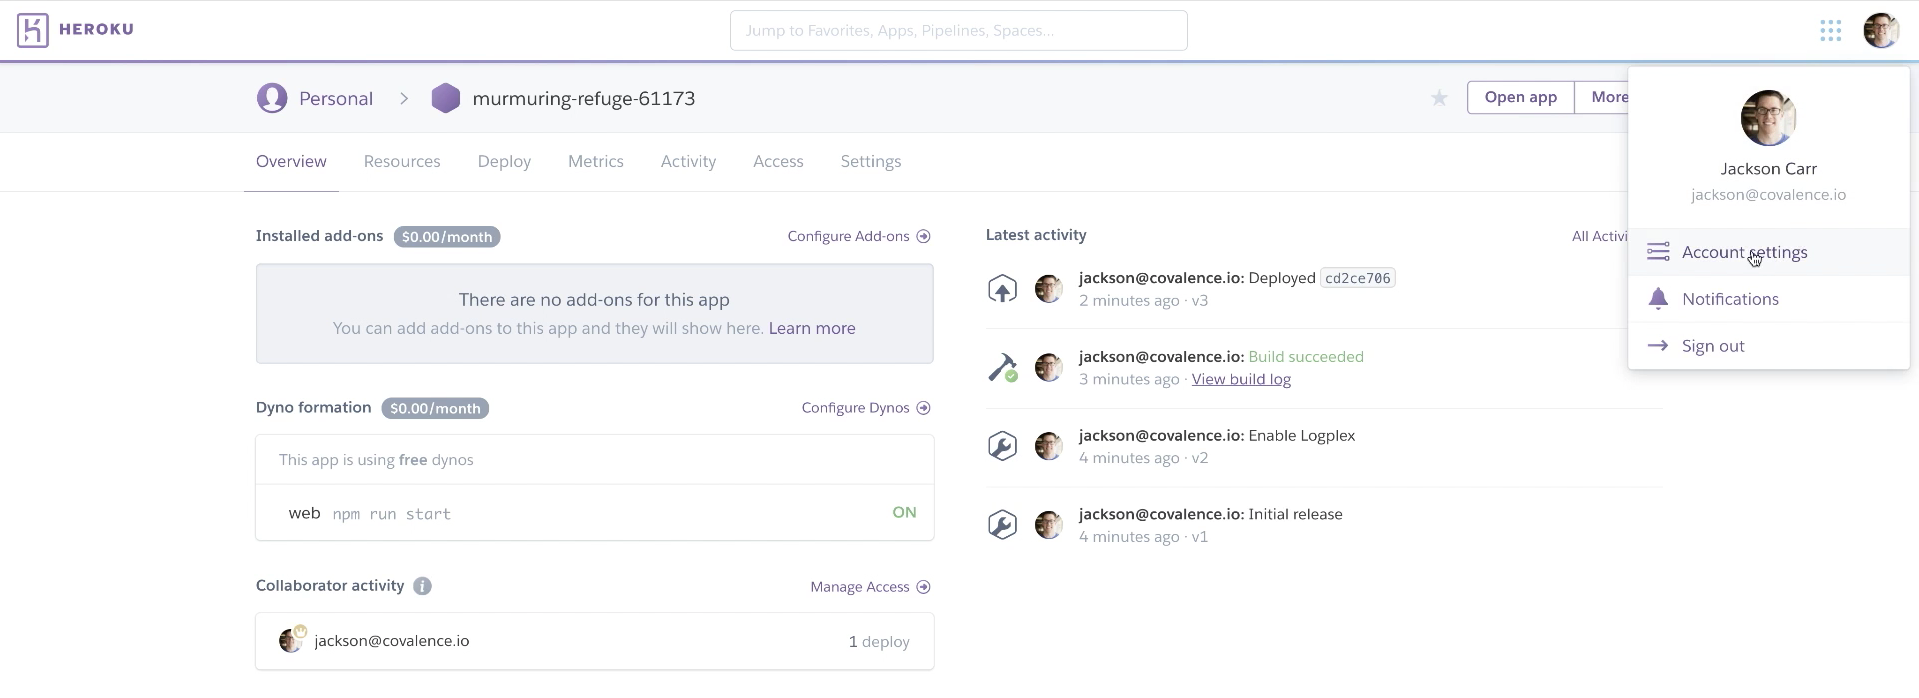 HEROKU
Jump to Favorites, Apps, Pipelines, Spaces...
Personal > murmuring-refuge-61173
Open app
More
Jackson Carr
jackson@covalence.io
Account settings
Notifications
Sign out
Overview Resources Deploy Metrics Activity Access Settings
Installed add-ons $0.00/month Configure Add-ons
There are no add-ons for this app
You can add add-ons to this app and they will show here. Learn more
Dyno formation $0.00/month Configure Dynos
This app is using free dynos
web npm run start ON
Collaborator activity i Manage Access
jackson@covalence.io 1 deploy
Latest activity All Activi
jackson@covalence.io: Deployed cd2ce706
2 minutes ago · v3
jackson@covalence.io: Build succeeded
3 minutes ago · View build log
jackson@covalence.io: Enable Logplex
4 minutes ago · v2
jackson@covalence.io: Initial release
4 minutes ago · v1